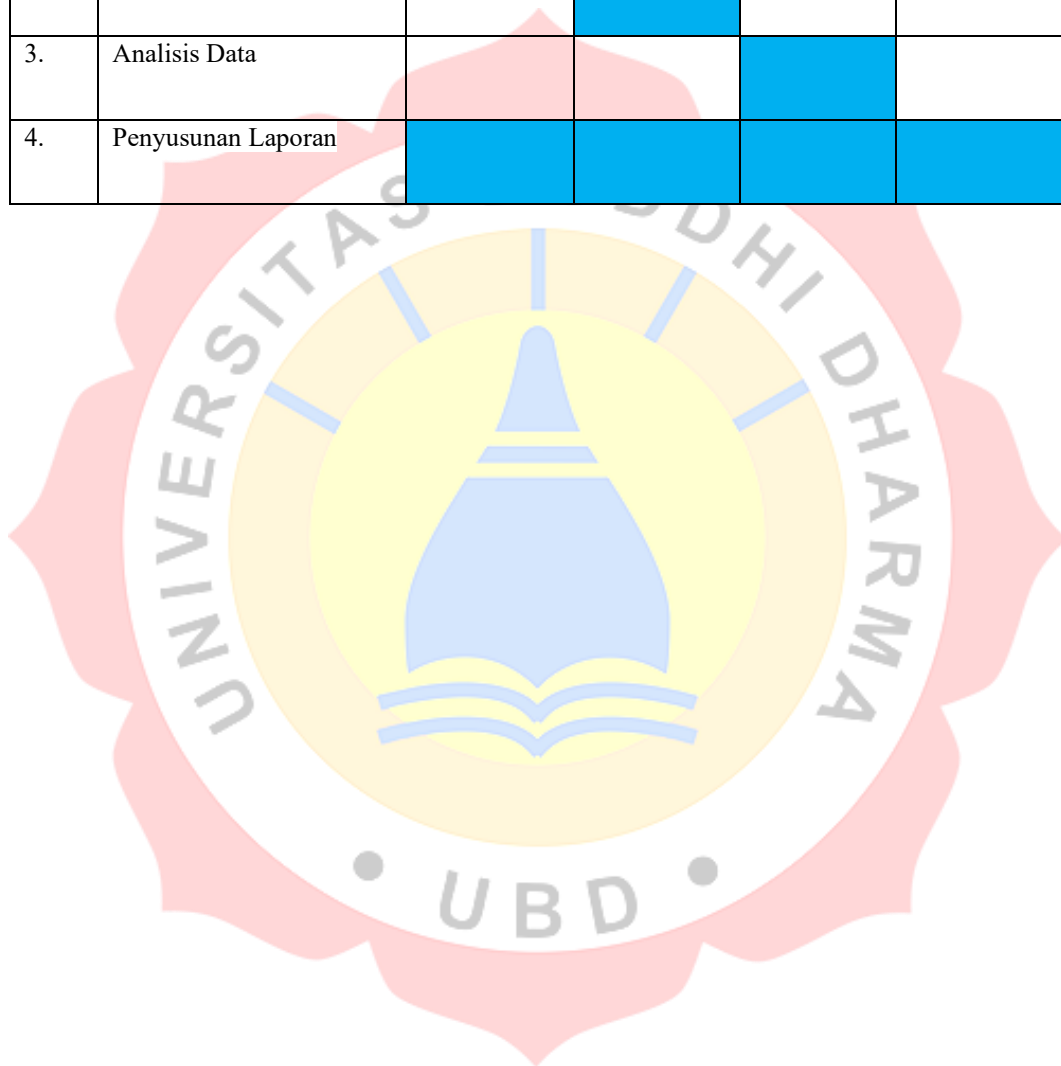 3. Analisis Data
4. Penyusunan Laporan
UNIVERSITAS BUDDHI DHARMA
• UBD •